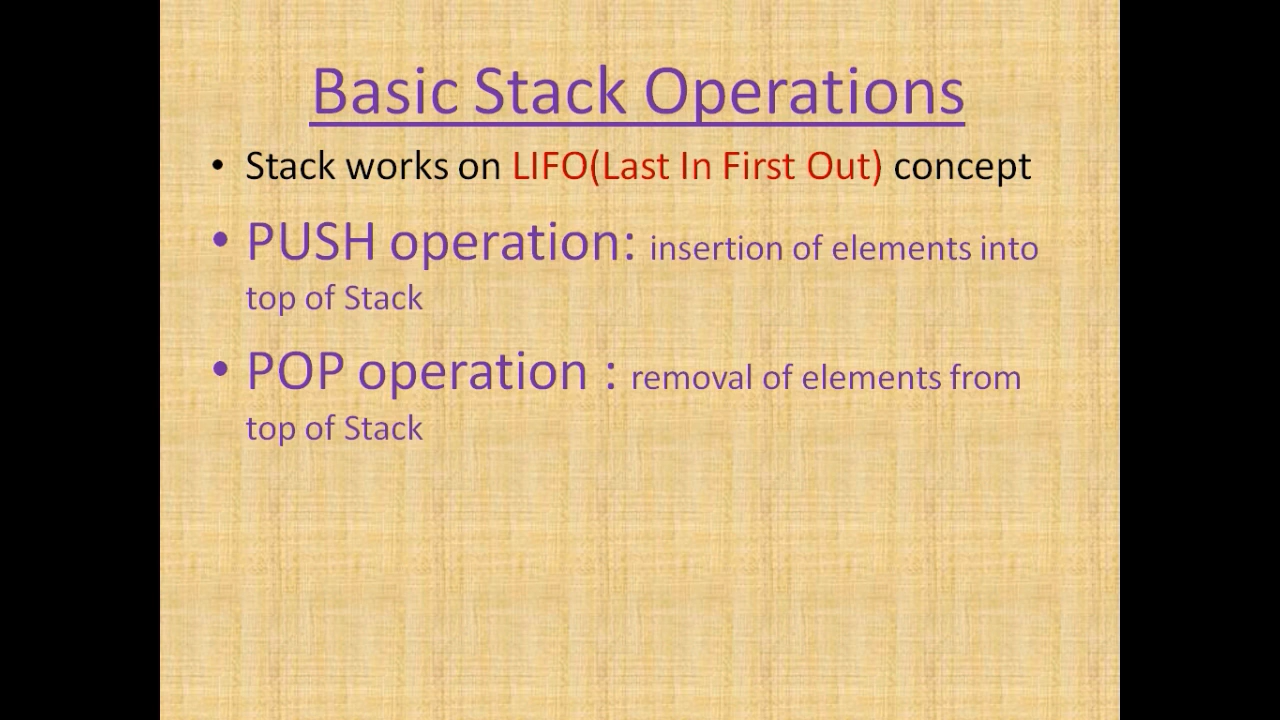 Basic Stack Operations
• Stack works on LIFO(Last In First Out) concept
• PUSH operation: insertion of elements into
top of Stack
• POP operation : removal of elements from
top of Stack